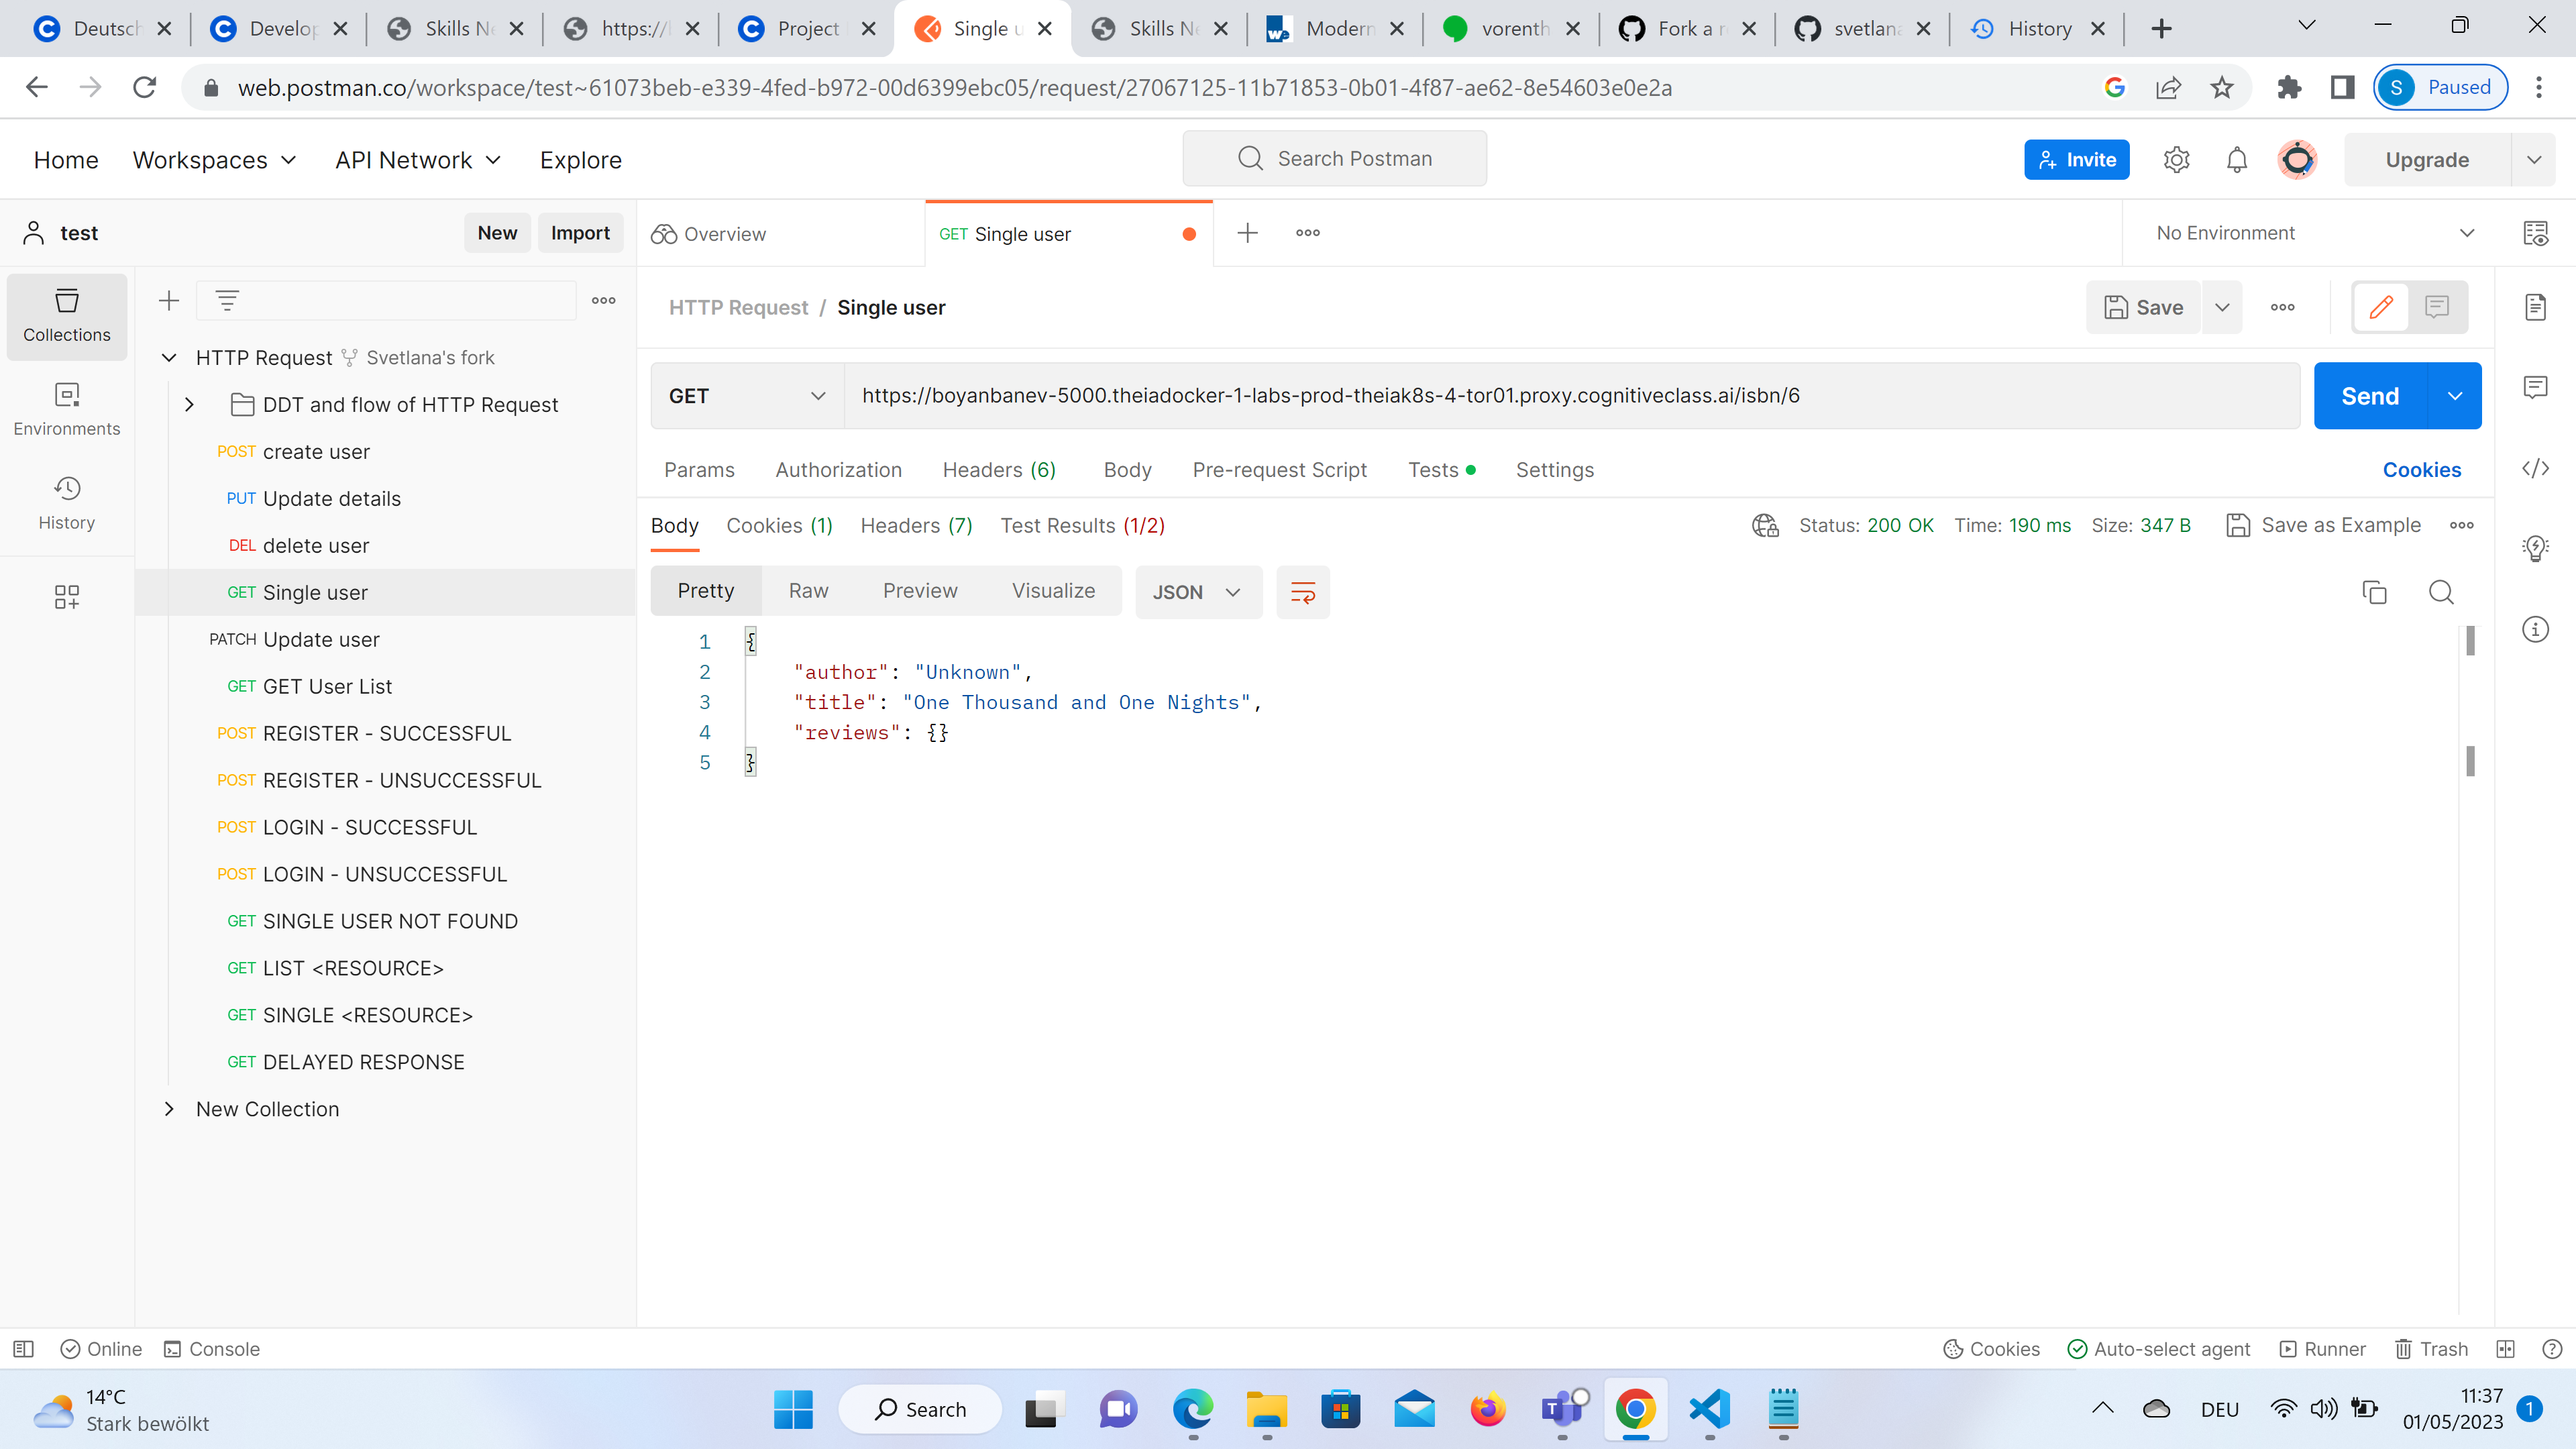 Deutsch
Develop
Skills Ne
https://
Project
Single u
Skills Ne
Modern
vorenth
Fork a r
svetlana
History
web.postman.co/workspace/test~61073beb-e339-4fed-b972-00d6399ebc05/request/27067125-11b71853-0b01-4f87-ae62-8e54603e0e2a
S Paused
Home Workspaces API Network Explore
Search Postman
Invite
Upgrade
test
New Import
Overview
GET Single user
No Environment
Collections
Environments
History
HTTP Request Svetlana's fork
DDT and flow of HTTP Request
POST create user
PUT Update details
DEL delete user
GET Single user
PATCH Update user
GET GET User List
POST REGISTER - SUCCESSFUL
POST REGISTER - UNSUCCESSFUL
POST LOGIN - SUCCESSFUL
POST LOGIN - UNSUCCESSFUL
GET SINGLE USER NOT FOUND
GET LIST <RESOURCE>
GET SINGLE <RESOURCE>
GET DELAYED RESPONSE
New Collection
HTTP Request / Single user
Save
GET https://boyanbanev-5000.theiadocker-1-labs-prod-theiak8s-4-tor01.proxy.cognitiveclass.ai/isbn/6
Send
Params Authorization Headers (6) Body Pre-request Script Tests Settings Cookies
Body Cookies (1) Headers (7) Test Results (1/2) Status: 200 OK Time: 190 ms Size: 347 B Save as Example
Pretty Raw Preview Visualize JSON
1 {
2 "author": "Unknown",
3 "title": "One Thousand and One Nights",
4 "reviews": {}
5 }
Online Console
Cookies Auto-select agent Runner Trash
14°C
Stark bewölkt
Search
DEU
11:37
01/05/2023
1